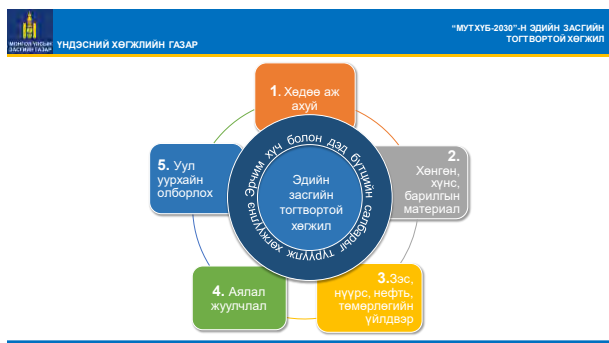 МОНГОЛ УЛСЫН
ЗАСГИЙН ГАЗАР
ҮНДЭСНИЙ ХӨГЖЛИЙН ГАЗАР
“МУТХҮБ-2030”-Н ЭДИЙН ЗАСГИЙН
ТОГТВОРТОЙ ХӨГЖИЛ
1. Хөдөө аж
ахуй
2.
Хөнгөн,
хүнс,
барилгын
материал
3.Зэс,
нүүрс, нефть,
төмөрлөгийн
үйлдвэр
4. Аялал
жуулчлал
5. Уул
уурхайн
олборлох
Эрчим хүч болон дэд бүтцийн салбарыг түрүүлж хөгжүүлнэ
Эдийн
засгийн
тогтвортой
хөгжил